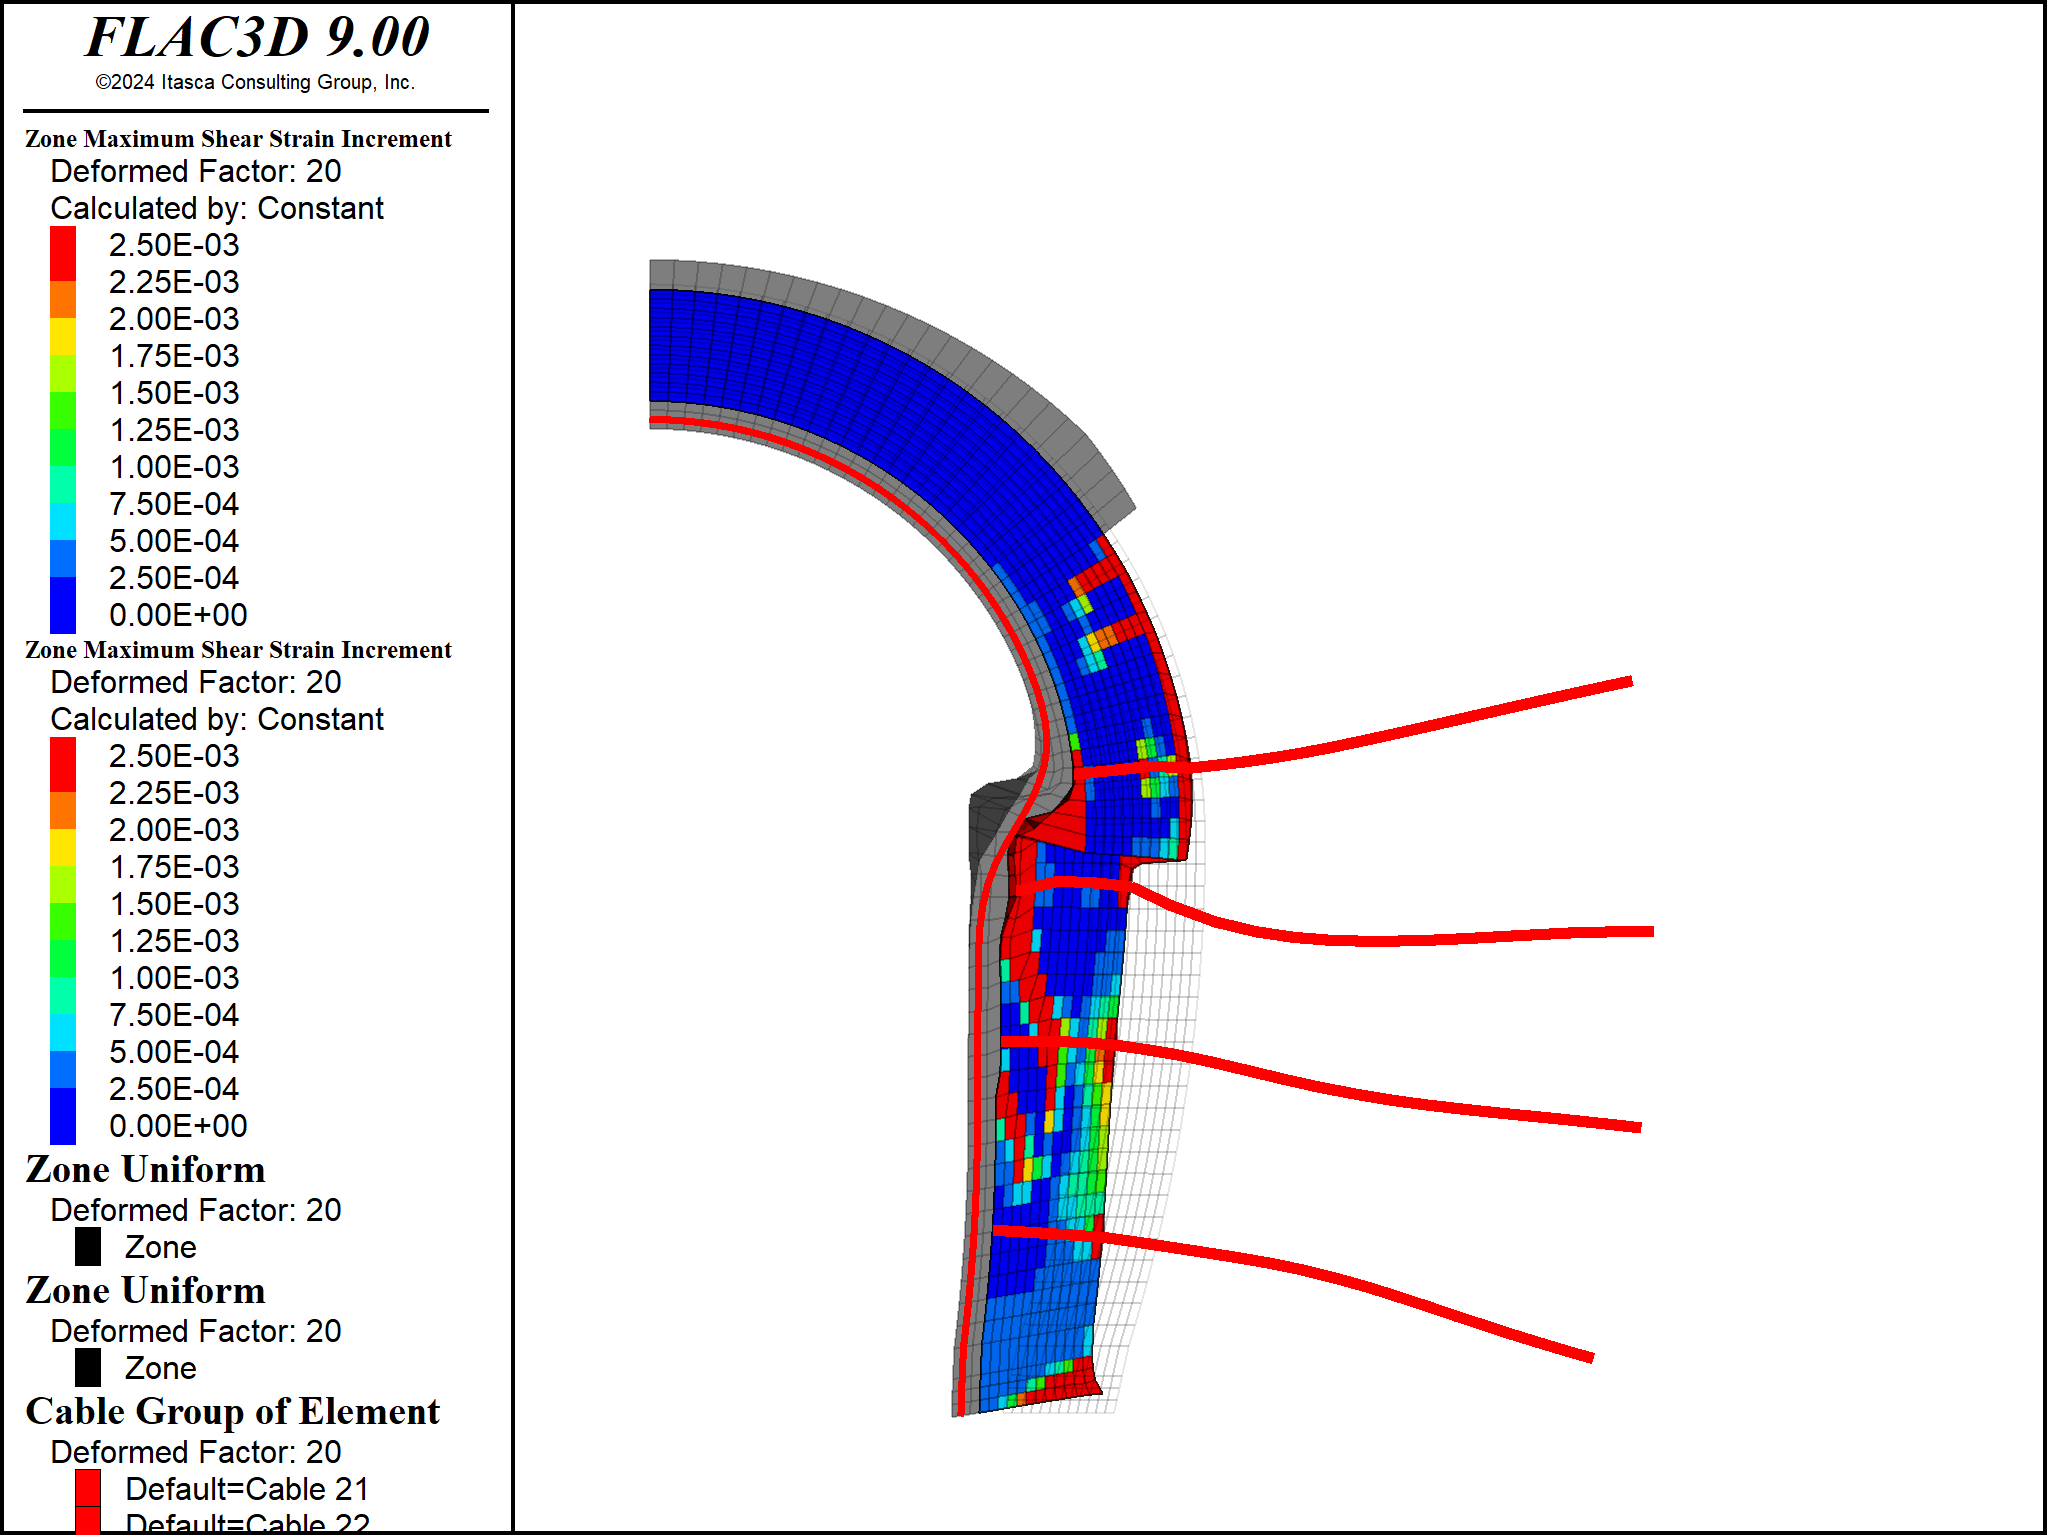 FLAC3D 9.00
©2024 Itasca Consulting Group, Inc.
Zone Maximum Shear Strain Increment
Deformed Factor: 20
Calculated by: Constant
2.50E-03
2.25E-03
2.00E-03
1.75E-03
1.50E-03
1.25E-03
1.00E-03
7.50E-04
5.00E-04
2.50E-04
0.00E+00
Zone Maximum Shear Strain Increment
Deformed Factor: 20
Calculated by: Constant
2.50E-03
2.25E-03
2.00E-03
1.75E-03
1.50E-03
1.25E-03
1.00E-03
7.50E-04
5.00E-04
2.50E-04
0.00E+00
Zone Uniform
Deformed Factor: 20
Zone
Zone Uniform
Deformed Factor: 20
Zone
Cable Group of Element
Deformed Factor: 20
Default=Cable 21
Default=Cable 22